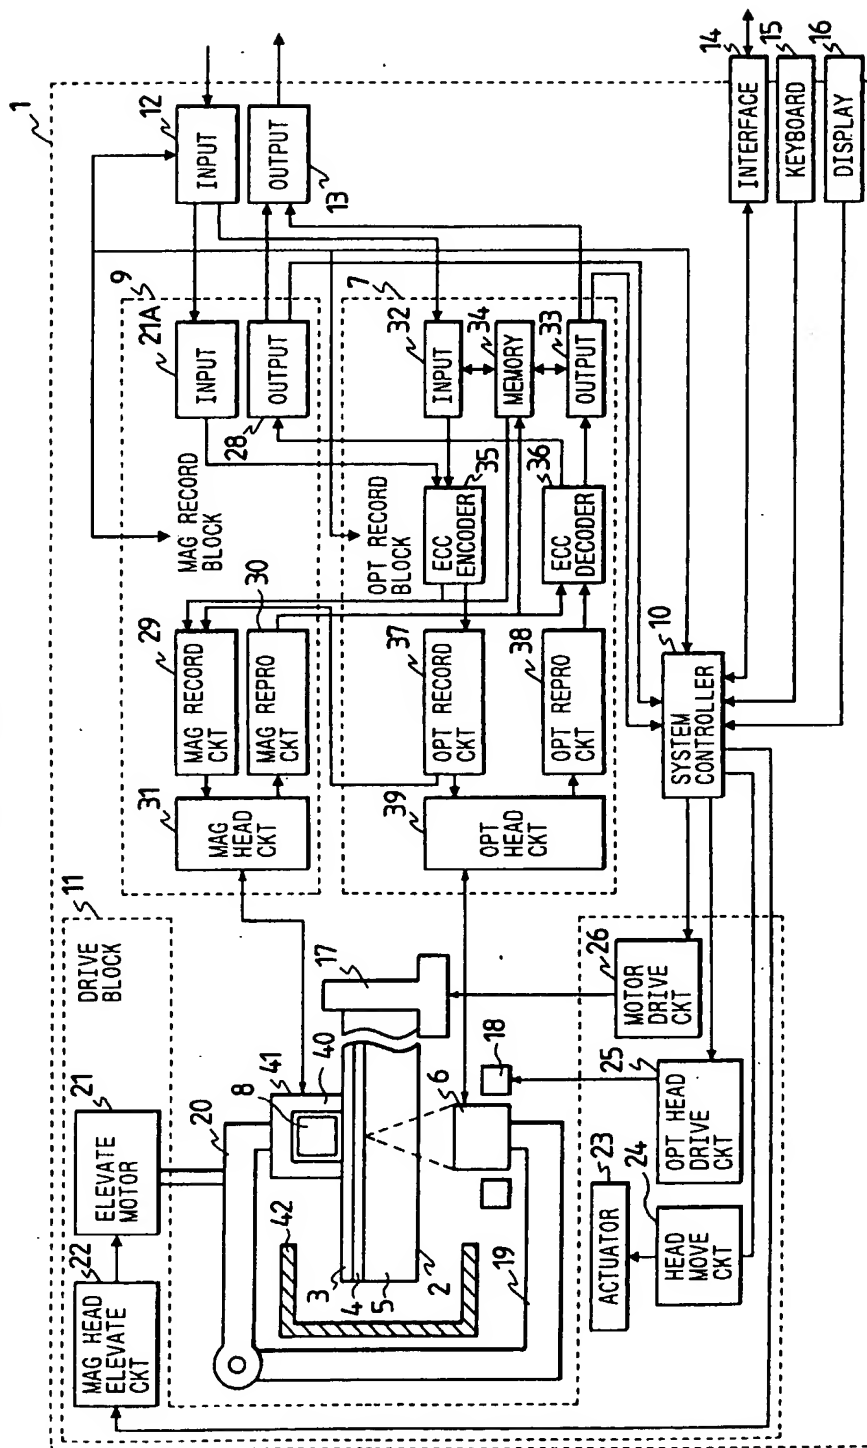 1
DRIVE
BLOCK
11
MAG HEAD
ELEVATE
CKT
22
ELEVATE
MOTOR
21
20
8
41
40
42
3
4
5
2
19
6
17
18
ACTUATOR
23
HEAD
MOVE
CKT
24
OPT HEAD
DRIVE
CKT
25
MOTOR
DRIVE
CKT
26
MAG RECORD
BLOCK
9
MAG
HEAD
CKT
31
MAG RECORD
CKT
29
MAG REPRO
CKT
30
INPUT
21A
OUTPUT
28
OPT RECORD
BLOCK
7
OPT
HEAD
CKT
39
OPT RECORD
CKT
37
OPT REPRO
CKT
38
ECC
ENCODER
35
ECC
DECODER
36
INPUT
32
MEMORY
34
OUTPUT
33
INPUT
12
OUTPUT
13
SYSTEM
CONTROLLER
10
INTERFACE
14
KEYBOARD
15
DISPLAY
16